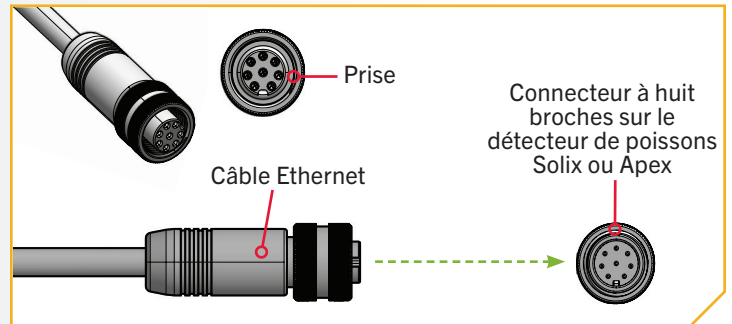 Prise
Connecteur à huit
broches sur le
détecteur de poissons
Solix ou Apex
Câble Ethernet